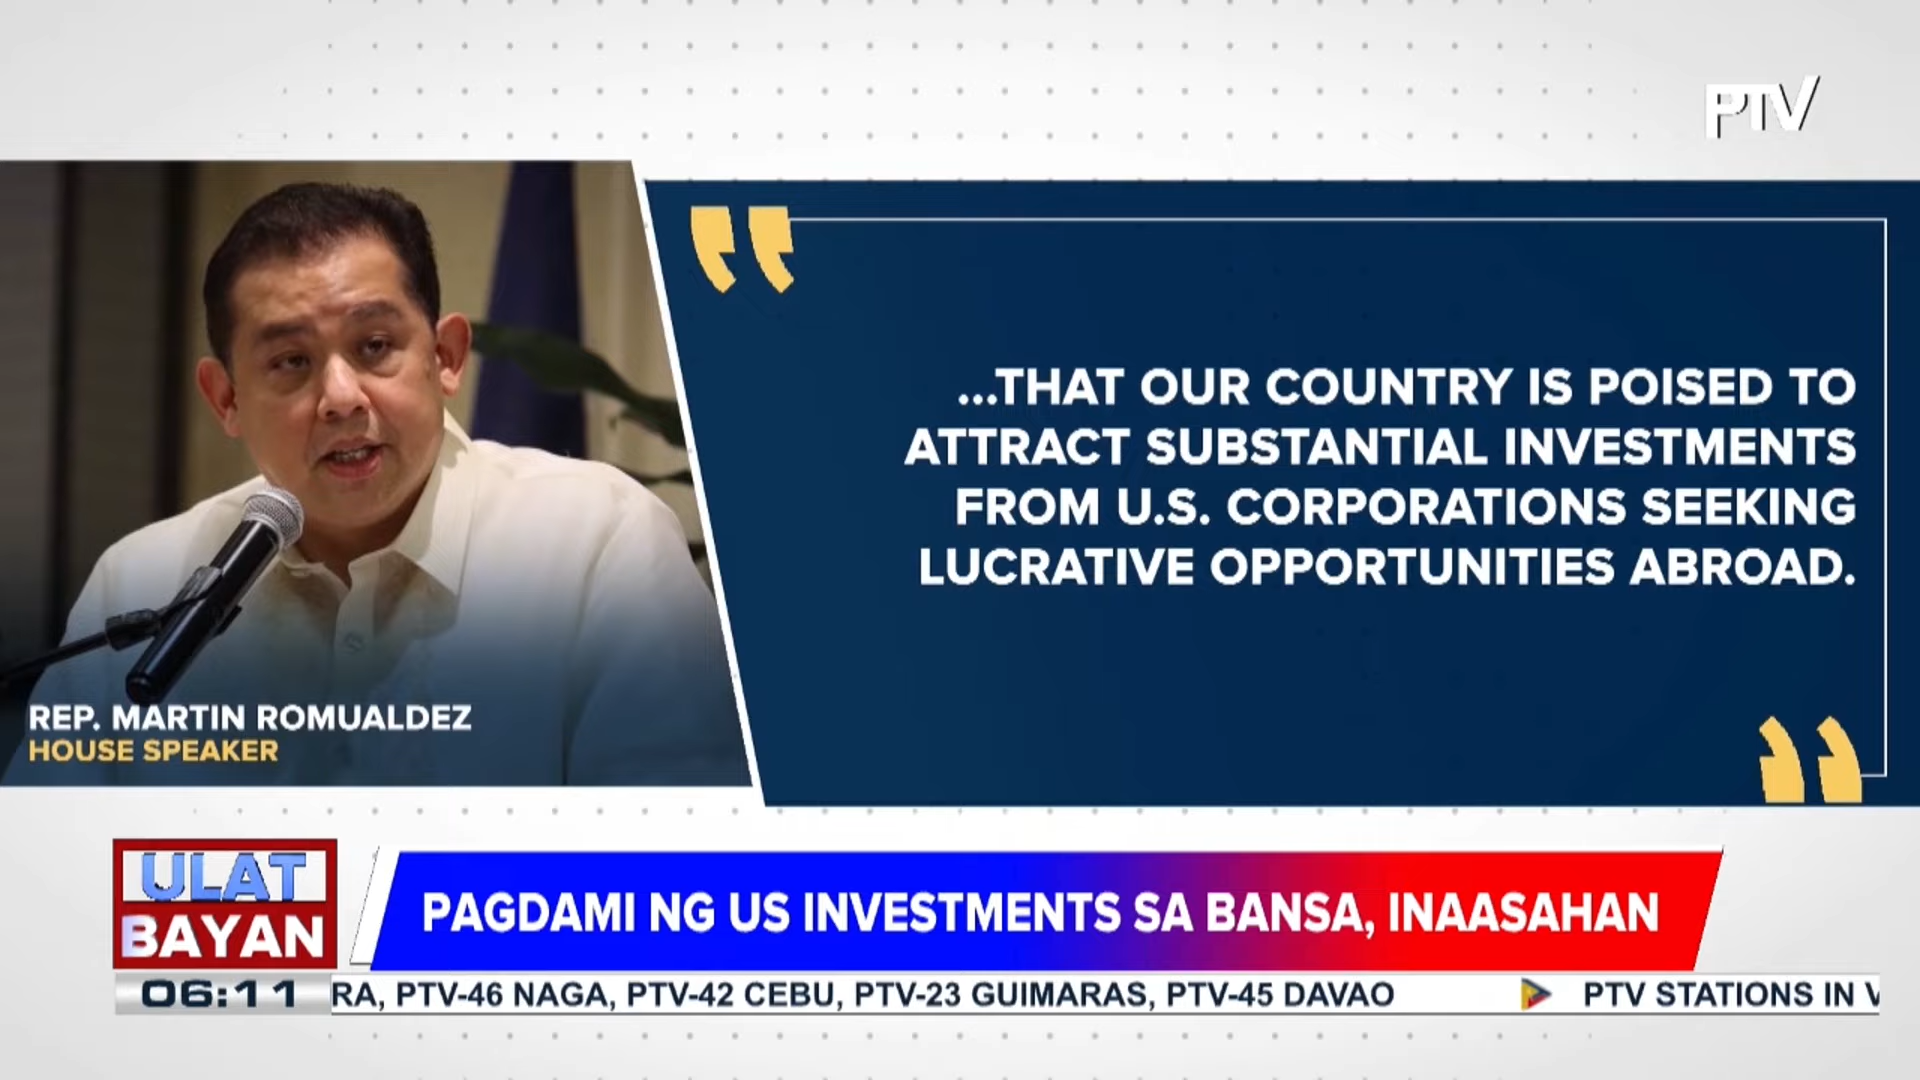 PTV
...THAT OUR COUNTRY IS POISED TO
ATTRACT SUBSTANTIAL INVESTMENTS
FROM U.S. CORPORATIONS SEEKING
LUCRATIVE OPPORTUNITIES ABROAD.
REP. MARTIN ROMUALDEZ
HOUSE SPEAKER
ULAT
BAYAN
PAGDAMI NG US INVESTMENTS SA BANSA, INAASAHAN
06:11
RA, PTV-46 NAGA, PTV-42 CEBU, PTV-23 GUIMARAS, PTV-45 DAVAO
PTV STATIONS IN V